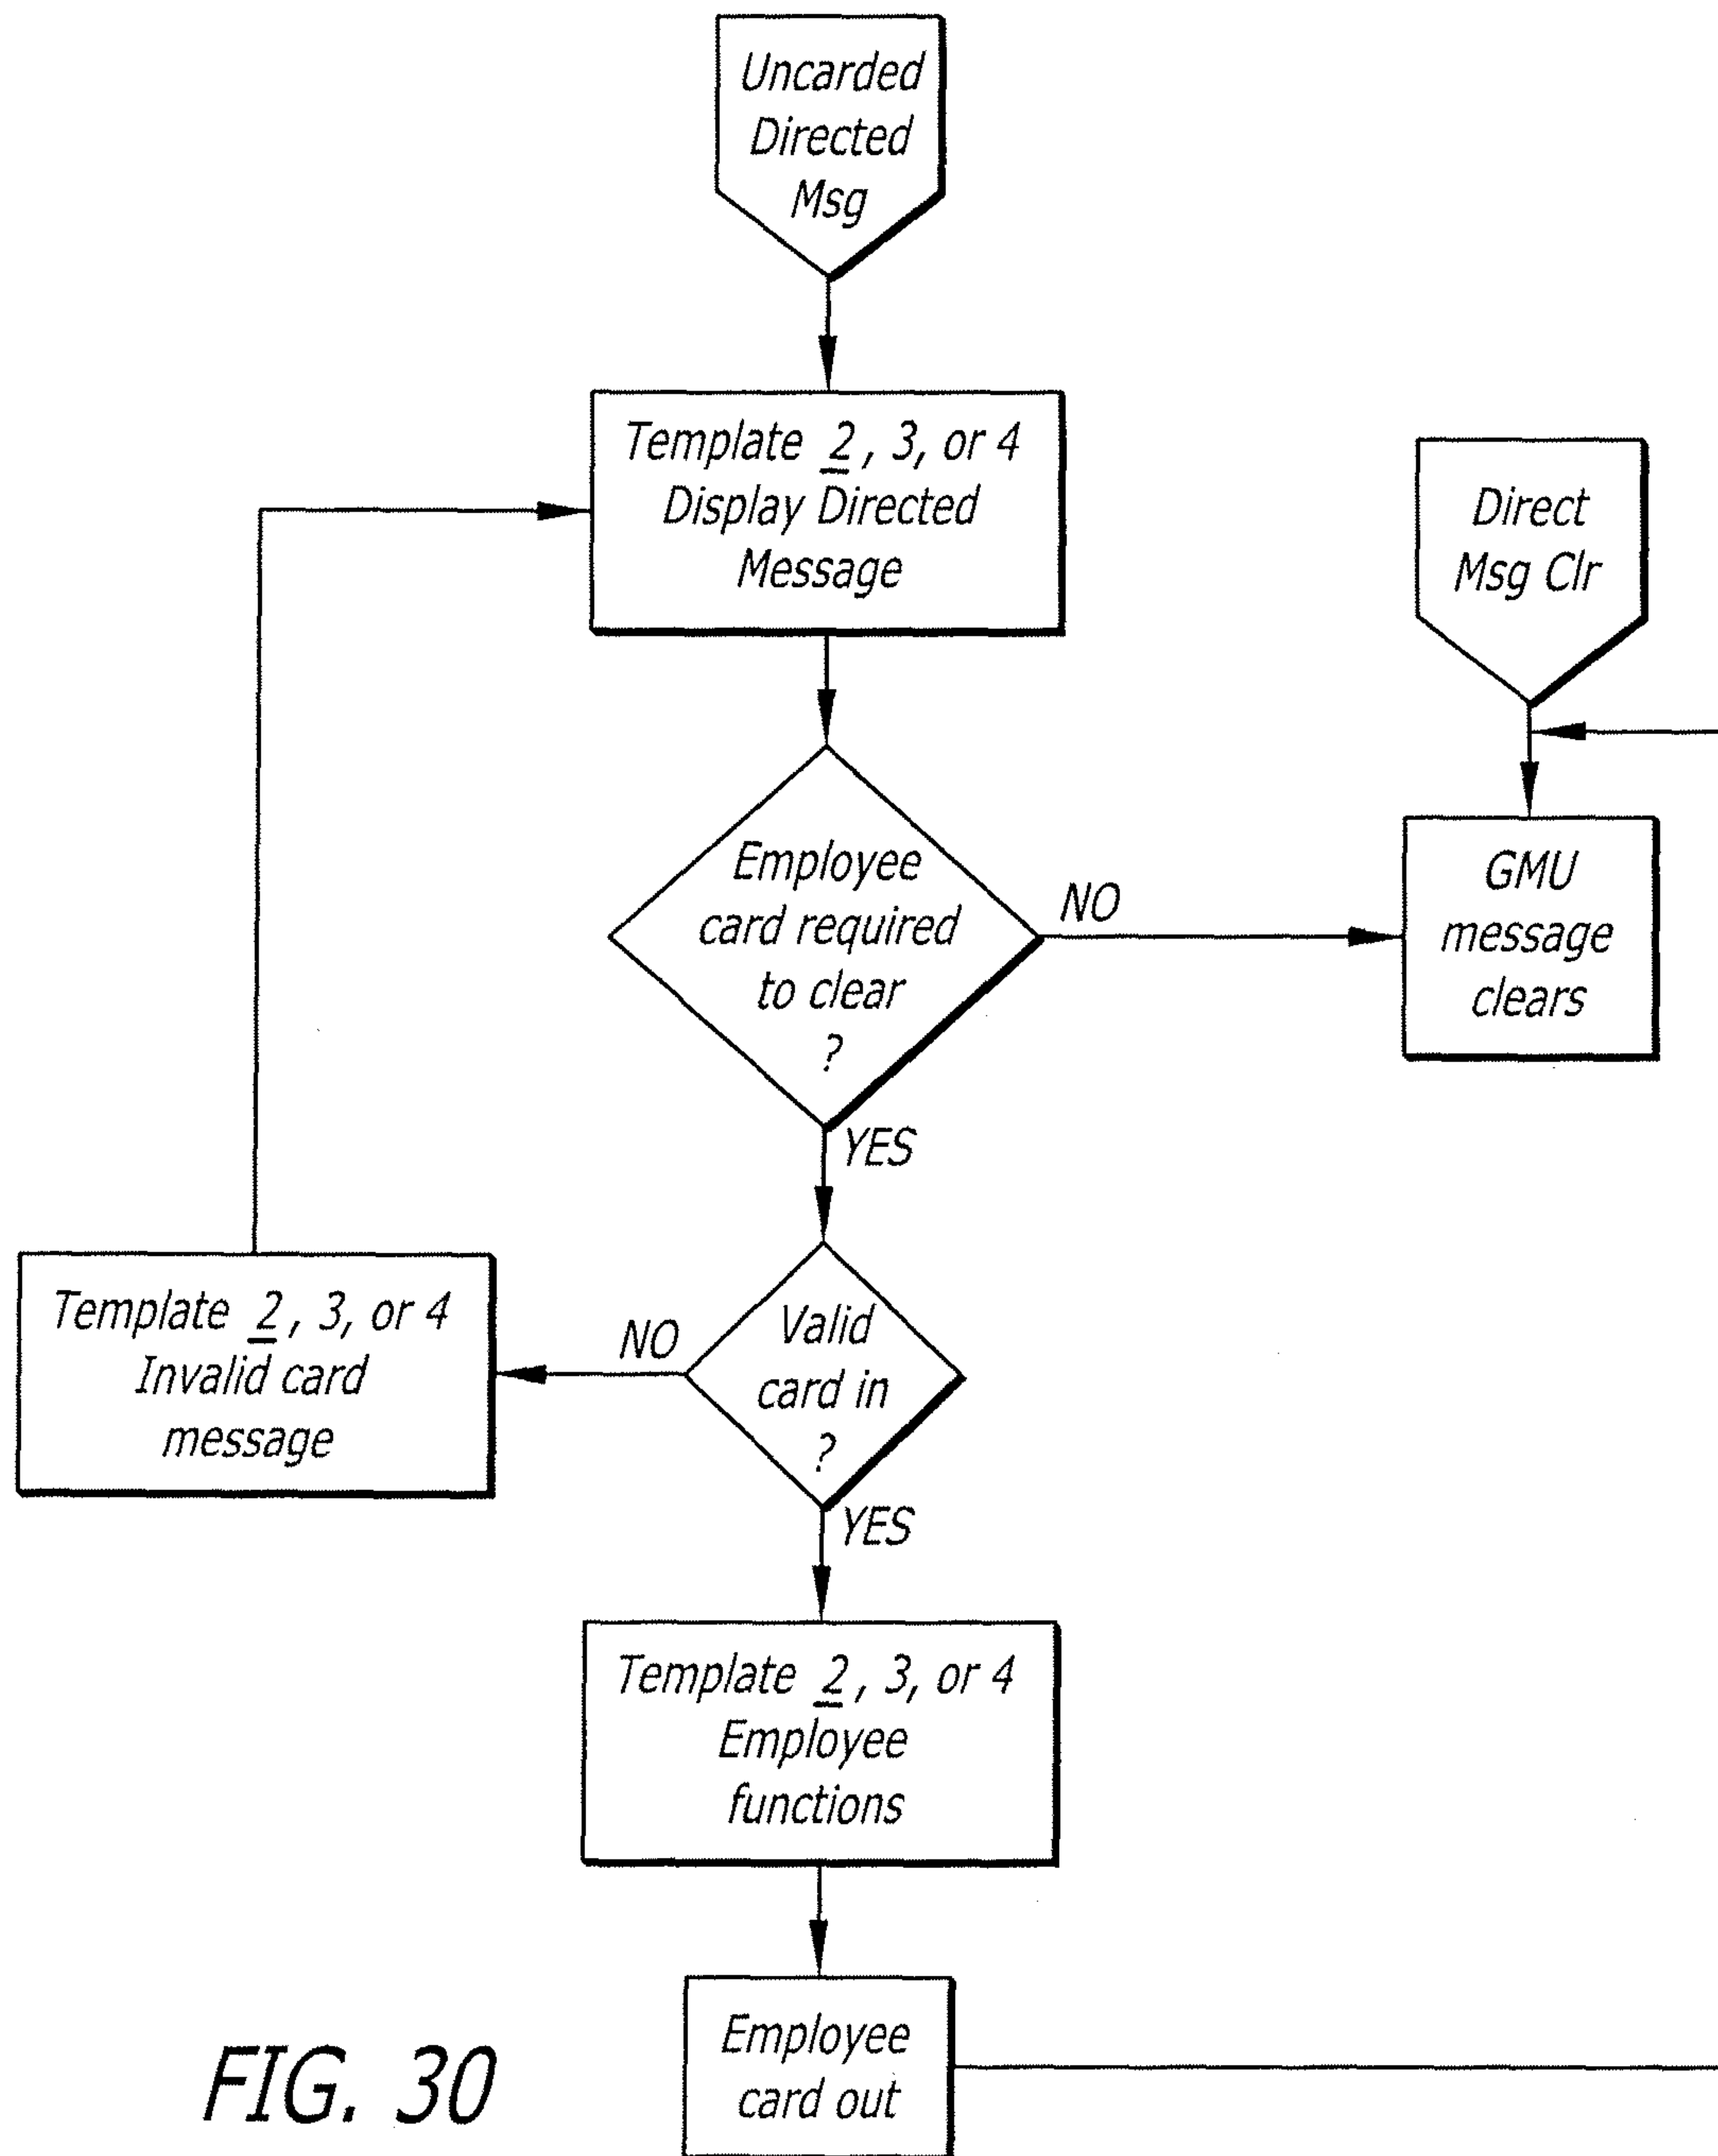 Uncarded
Directed
Msg
Template 2, 3, or 4
Display Directed
Message
Direct
Msg Clr
Employee
card required
to clear
?
NO
GMU
message
clears
YES
Template 2, 3, or 4
Invalid card
message
NO
Valid
card in
?
YES
Template 2, 3, or 4
Employee
functions
Employee
card out
FIG. 30